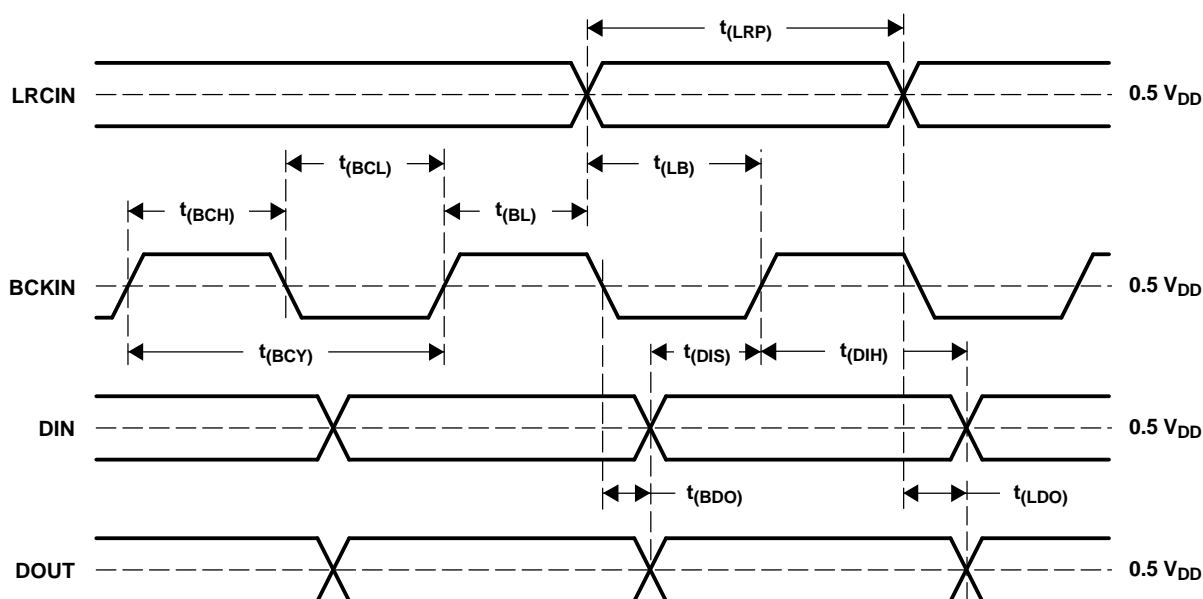 t(LRP)
LRCIN
0.5 VDD
t(BCL)
t(LB)
t(BCH)
t(BL)
BCKIN
0.5 VDD
t(BCY)
t(DIS)
t(DIH)
DIN
0.5 VDD
t(BDO)
t(LDO)
DOUT
0.5 VDD